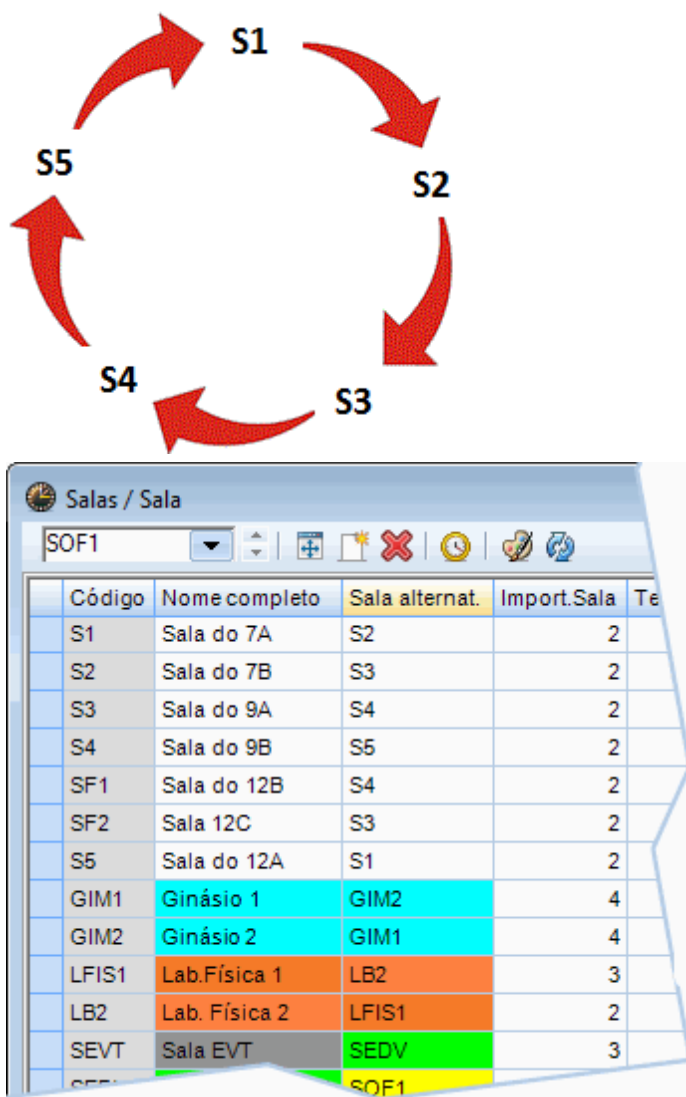 S1
S5
S2
S4
S3
Salas / Sala
SOF1
Código Nome completo Sala alternat. Import.Sala Te
S1 Sala do 7A S2 2
S2 Sala do 7B S3 2
S3 Sala do 9A S4 2
S4 Sala do 9B S5 2
SF1 Sala do 12B S4 2
SF2 Sala 12C S3 2
S5 Sala do 12A S1 2
GIM1 Ginásio 1 GIM2 4
GIM2 Ginásio 2 GIM1 4
LFIS1 Lab.Física 1 LB2 3
LB2 Lab. Física 2 LFIS1 2
SEVT Sala EVT SEDV 3
SOF1